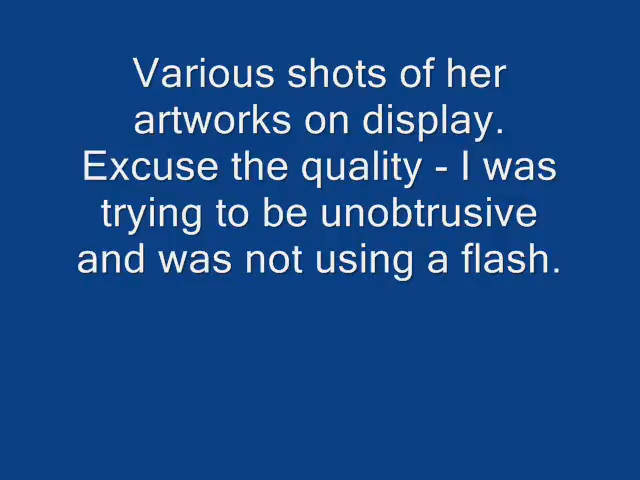 Various shots of her
artworks on display.
Excuse the quality - I was
trying to be unobtrusive
and was not using a flash.